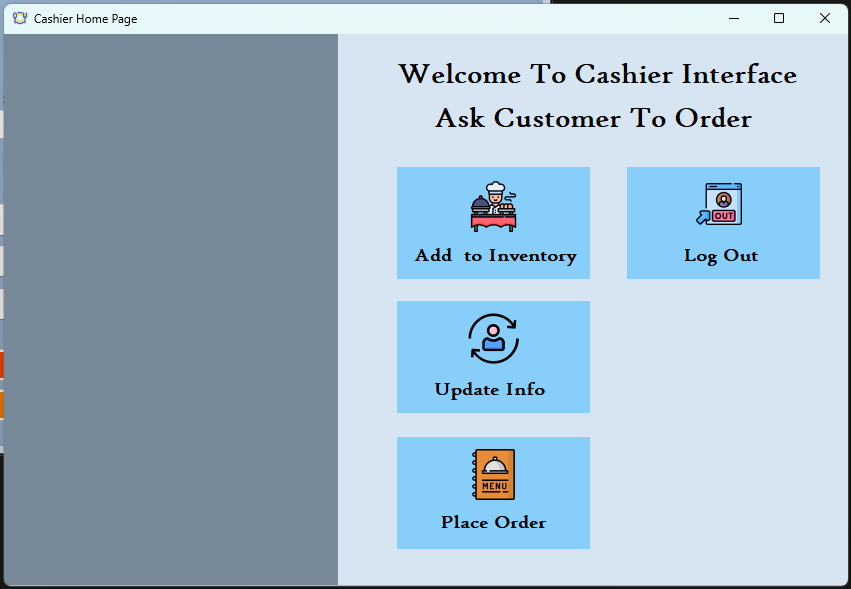 Cashier Home Page
Welcome To Cashier Interface
Ask Customer To Order
OUT
Add to Inventory
Log Out
Update Info
MENU
Place Order